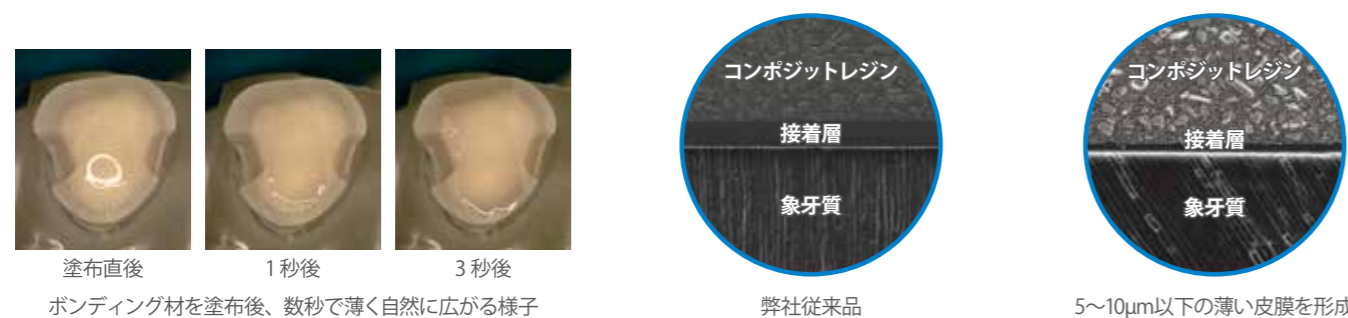 コンポジットレジン
接着層
象牙質
コンポジットレジン
接着層
象牙質
塗布直後
1秒後
3秒後
ボンディング材を塗布後、数秒で薄く自然に広がる様子
弊社従来品
5〜10μm以下の薄い皮膜を形成